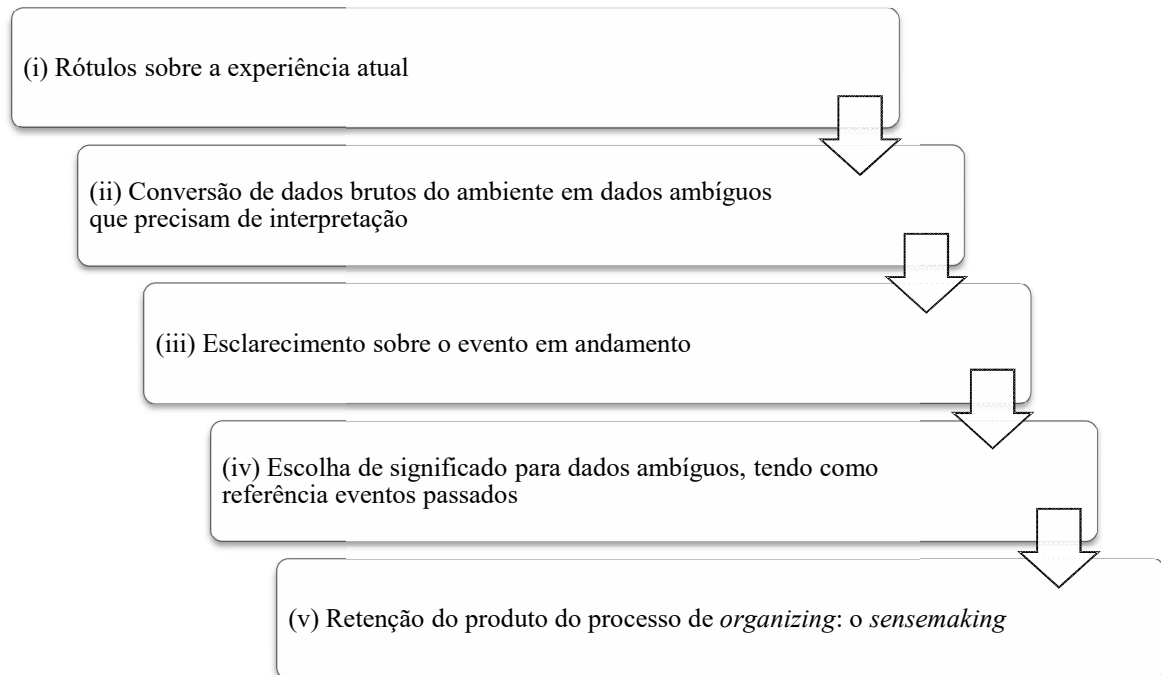 (i) Rótulos sobre a experiência atual
(ii) Conversão de dados brutos do ambiente em dados ambíguos
que precisam de interpretação
(iii) Esclarecimento sobre o evento em andamento
(iv) Escolha de significado para dados ambíguos, tendo como
referência eventos passados
(v) Retenção do produto do processo de organizing: o sensemaking